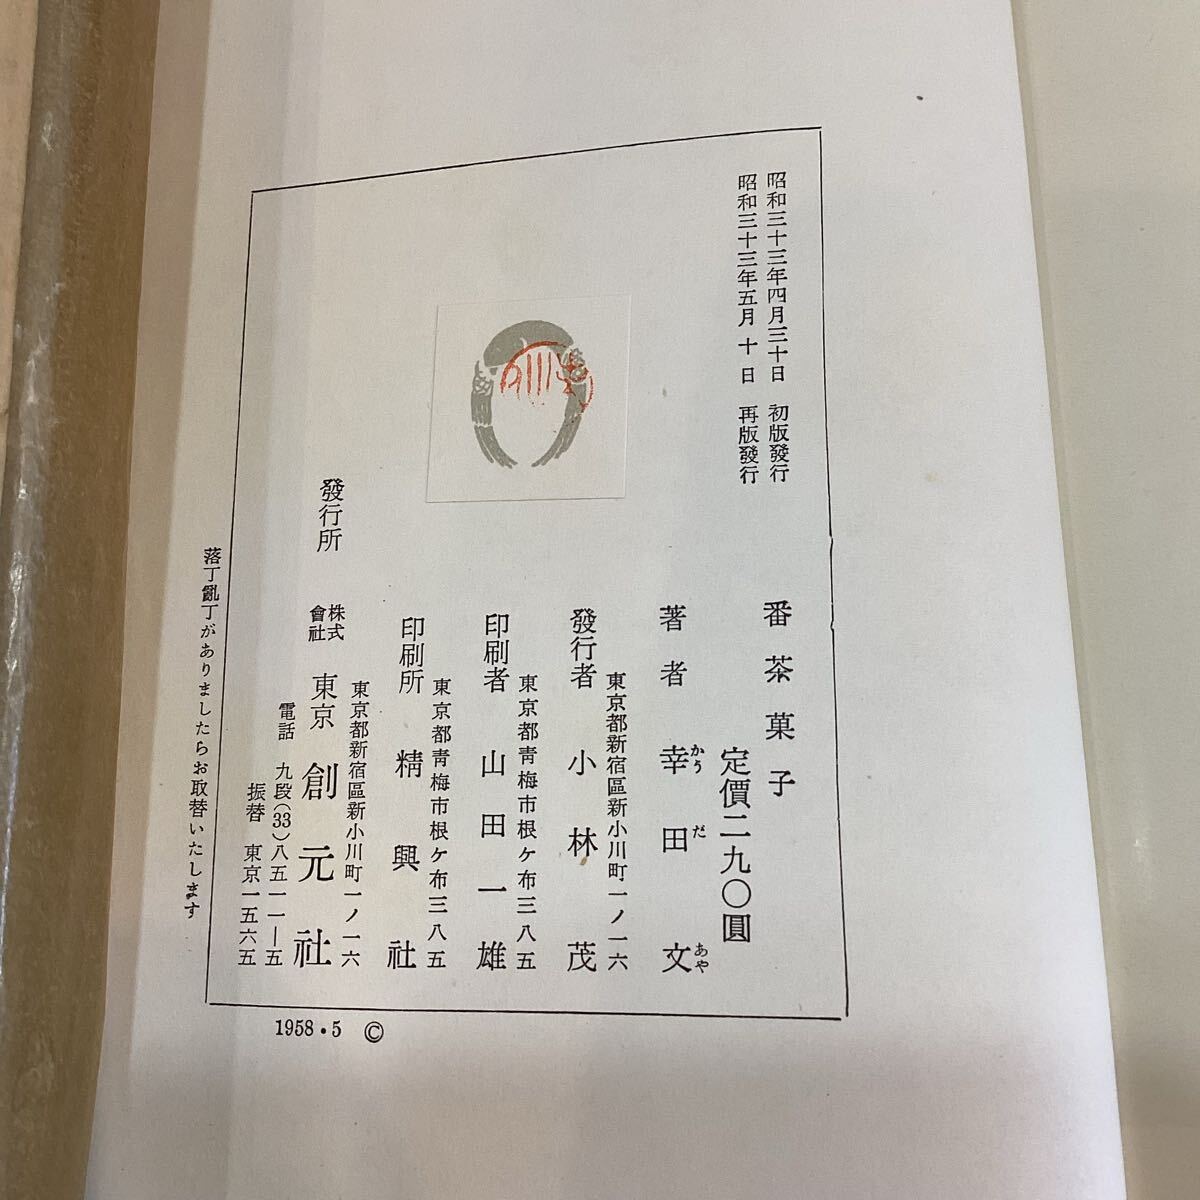 昭和三十三年四月三十日 初版發行
昭和三十三年五月 十 日 再版發行
番茶菓子
定價二九〇圓
著者 幸田文
かう だ あや
東京都新宿區新小川町一ノ一六
發行者 小林茂
東京都靑梅市根ケ布三八五
印刷者 山田一雄
東京都靑梅市根ケ布三八五
印刷所 精興社
東京都新宿區新小川町一ノ一六
發行所 株式會社 東京創元社
電話 九段(33)八五一一―五
振替 東京一五六五
落丁亂丁がありましたらお取替いたします
1958・5 ©